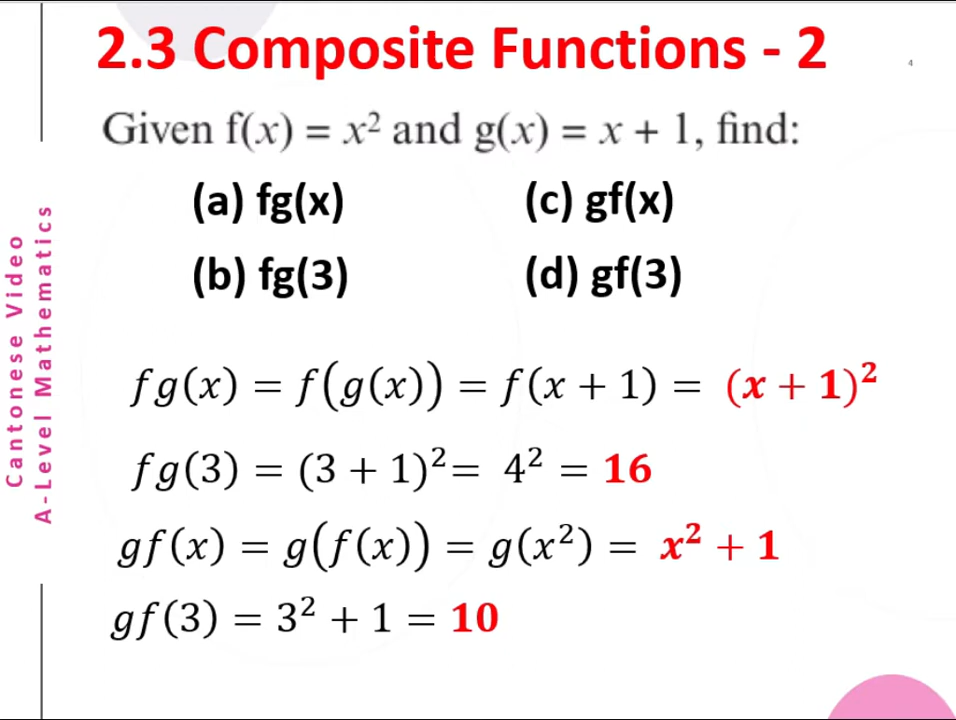 2.3 Composite Functions - 2
4
Given f(x) = x² and g(x) = x + 1, find:
(a) fg(x)
(c) gf(x)
(b) fg(3)
(d) gf(3)
fg(x) = f(g(x)) = f(x + 1) = (x + 1)²
fg(3) = (3 + 1)² = 4² = 16
gf(x) = g(f(x)) = g(x²) = x² + 1
gf(3) = 3² + 1 = 10
Cantonese Video
A-Level Mathematics